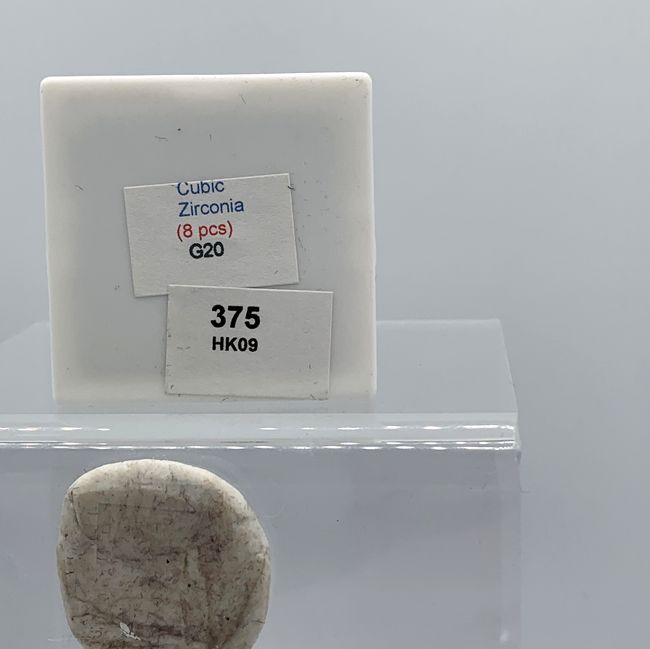 Cubic
Zirconia
(8 pcs)
G20
375
HK09